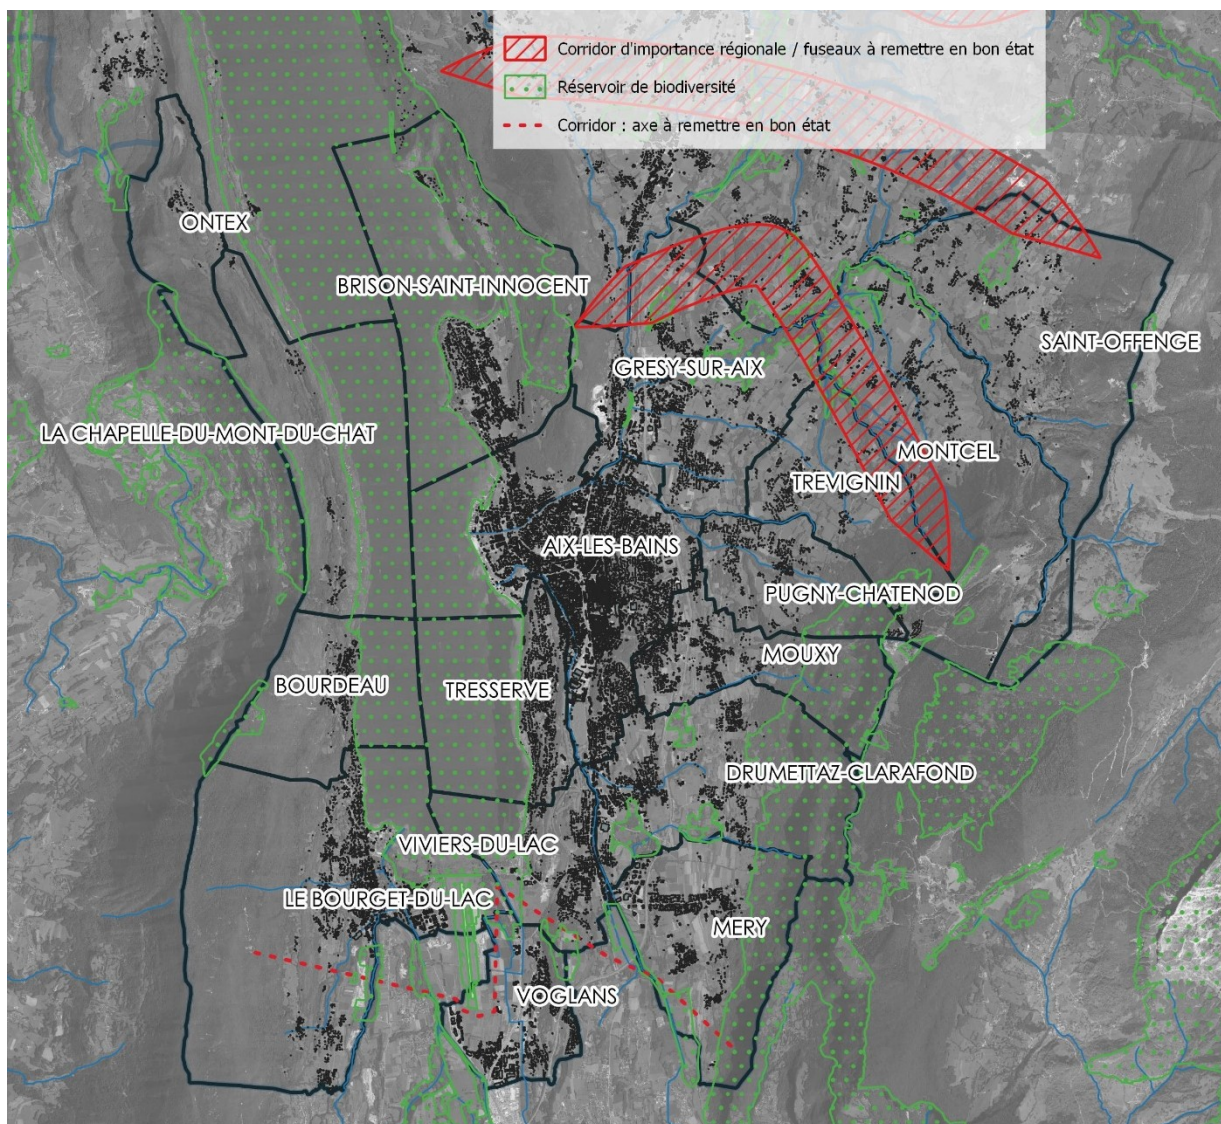 Corridor d'importance régionale / fuseaux à remettre en bon état
Réservoir de biodiversité
Corridor : axe à remettre en bon état
ONTEX
BRISON-SAINT-INNOCENT
SAINT-OFFENGE
GRESY-SUR-AIX
LA CHAPELLE-DU-MONT-DU-CHAT
MONTCEL
TREVIGNIN
AIX-LES-BAINS
PUGNY-CHATENOD
MOUXY
BOURDEAU
TRESSERVE
DRUMETTAZ-CLARAFOND
VIVIERS-DU-LAC
LE BOURGET-DU-LAC
MERY
VOGLANS